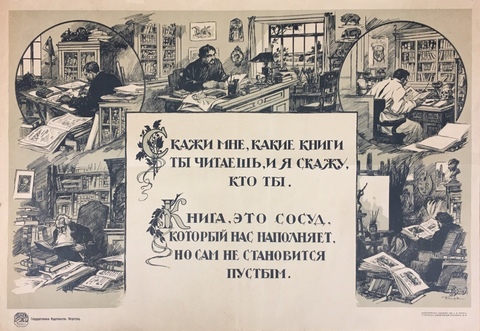 СКАЖИ МНЕ, КАКИЕ КНИГИ
ТЫ ЧИТАЕШЬ, И Я СКАЖУ,
КТО ТЫ.
КНИГА, ЭТО СОСУД,
КОТОРЫЙ НАС НАПОЛНЯЕТ,
НО САМ НЕ СТАНОВИТСЯ
ПУСТЫМ.
Государственное Издательство. Петроград.